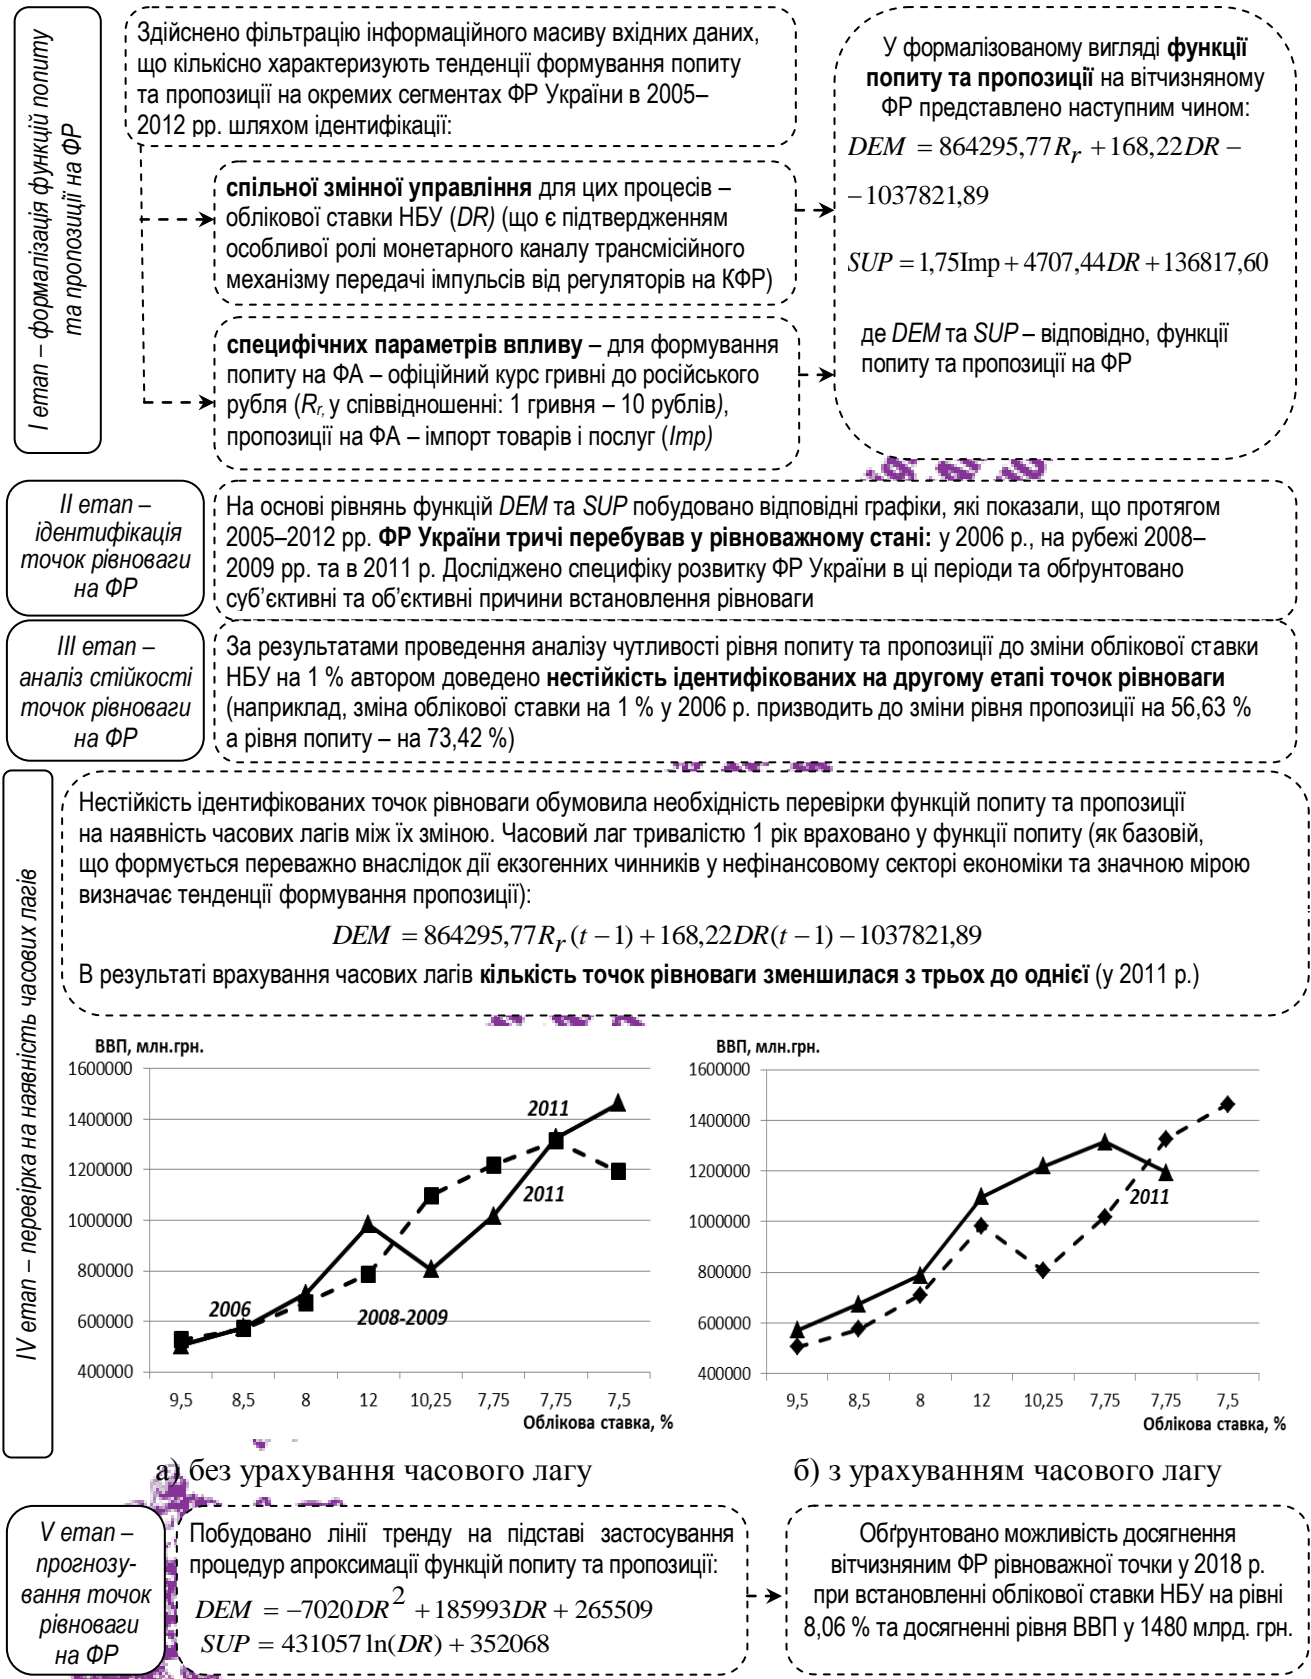 I етап – формалізація функцій попиту
та пропозиції на ФР
Здійснено фільтрацію інформаційного масиву вхідних даних,
що кількісно характеризують тенденції формування попиту
та пропозиції на окремих сегментах ФР України в 2005–
2012 рр. шляхом ідентифікації:
спільної змінної управління для цих процесів –
облікової ставки НБУ (DR) (що є підтвердженням
особливої ролі монетарного каналу трансмісійного
механізму передачі імпульсів від регуляторів на КФР)
специфічних параметрів впливу – для формування
попиту на ФА – офіційний курс гривні до російського
рубля (Rr, у співвідношенні: 1 гривня – 10 рублів),
пропозиції на ФА – імпорт товарів і послуг (Imp)
У формалізованому вигляді функції
попиту та пропозиції на вітчизняному
ФР представлено наступним чином:
DEM = 864295,77 Rr + 168,22 DR –
– 1037821,89
SUP = 1,75Imp + 4707,44 DR + 136817,60
де DEM та SUP – відповідно, функції
попиту та пропозиції на ФР
II етап –
ідентифікація
точок рівноваги
на ФР
На основі рівнянь функцій DEM та SUP побудовано відповідні графіки, які показали, що протягом
2005–2012 рр. ФР України тричі перебував у рівноважному стані: у 2006 р., на рубежі 2008–
2009 рр. та в 2011 р. Досліджено специфіку розвитку ФР України в ці періоди та обґрунтовано
суб’єктивні та об’єктивні причини встановлення рівноваги
III етап –
аналіз стійкості
точок рівноваги
на ФР
За результатами проведення аналізу чутливості рівня попиту та пропозиції до зміни облікової ставки
НБУ на 1 % автором доведено нестійкість ідентифікованих на другому етапі точок рівноваги
(наприклад, зміна облікової ставки на 1 % у 2006 р. призводить до зміни рівня пропозиції на 56,63 %
а рівня попиту – на 73,42 %)
IV етап – перевірка на наявність часових лагів
Нестійкість ідентифікованих точок рівноваги обумовила необхідність перевірки функцій попиту та пропозиції
на наявність часових лагів між їх зміною. Часовий лаг тривалістю 1 рік враховано у функції попиту (як базовій,
що формується переважно внаслідок дії екзогенних чинників у нефінансовому секторі економіки та значною мірою
визначає тенденції формування пропозиції):
DEM = 864295,77 Rr (t − 1) + 168,22 DR(t − 1) − 1037821,89
В результаті врахування часових лагів кількість точок рівноваги зменшилася з трьох до однієї (у 2011 р.)
ВВП, млн.грн.
1600000
1400000
1200000
1000000
800000
600000
400000
2011
2011
2006
2008-2009
9,5 8,5 8 12 10,25 7,75 7,75 7,5
Облікова ставка, %
а) без урахування часового лагу
ВВП, млн.грн.
1600000
1400000
1200000
1000000
800000
600000
400000
2011
9,5 8,5 8 12 10,25 7,75 7,75 7,5
Облікова ставка, %
б) з урахуванням часового лагу
V етап –
прогнозу-
вання точок
рівноваги
на ФР
Побудовано лінії тренду на підставі застосування
процедур апроксимації функцій попиту та пропозиції:
DEM = −7020DR² + 185993DR + 265509
SUP = 431057 ln(DR) + 352068
Обґрунтовано можливість досягнення
вітчизняним ФР рівноважної точки у 2018 р.
при встановленні облікової ставки НБУ на рівні
8,06 % та досягненні рівня ВВП у 1480 млрд. грн.